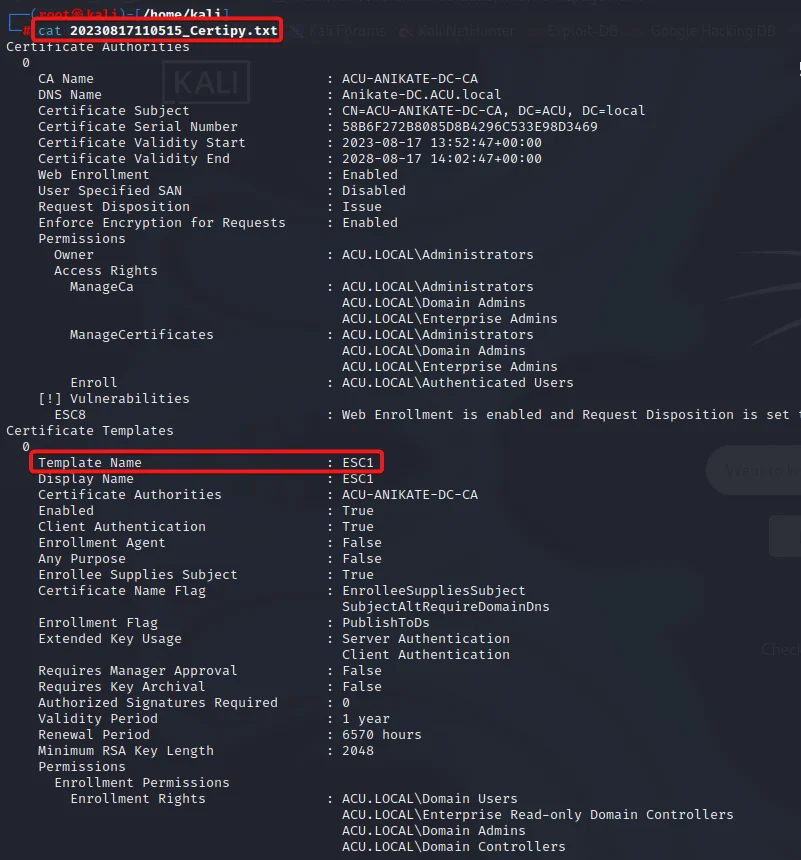 ┌──(root㉿kali)-[/home/kali]
└─# cat 20230817110515_Certipy.txt
Kali Forums Kali NetHunter Exploit-DB Google Hacking DB
Certificate Authorities
0
CA Name : ACU-ANIKATE-DC-CA
KALI
DNS Name : Anikate-DC.ACU.local
Certificate Subject : CN=ACU-ANIKATE-DC-CA, DC=ACU, DC=local
Certificate Serial Number : 58B6F272B8085D8B4296C533E98D3469
Certificate Validity Start : 2023-08-17 13:52:47+00:00
Certificate Validity End : 2028-08-17 14:02:47+00:00
Web Enrollment : Enabled
User Specified SAN : Disabled
Request Disposition : Issue
Enforce Encryption for Requests : Enabled
Permissions
Owner : ACU.LOCAL\Administrators
Access Rights
ManageCa : ACU.LOCAL\Administrators
ACU.LOCAL\Domain Admins
ACU.LOCAL\Enterprise Admins
ManageCertificates : ACU.LOCAL\Administrators
ACU.LOCAL\Domain Admins
ACU.LOCAL\Enterprise Admins
Enroll : ACU.LOCAL\Authenticated Users
[!] Vulnerabilities
ESC8 : Web Enrollment is enabled and Request Disposition is set
Certificate Templates
0
Template Name : ESC1
Display Name : ESC1
Certificate Authorities : ACU-ANIKATE-DC-CA
Enabled : True
Client Authentication : True
Enrollment Agent : False
Any Purpose : False
Enrollee Supplies Subject : True
Certificate Name Flag : EnrolleeSuppliesSubject
SubjectAltRequireDomainDns
Enrollment Flag : PublishToDs
Extended Key Usage : Server Authentication
Client Authentication
Check
Requires Manager Approval : False
Requires Key Archival : False
Authorized Signatures Required : 0
Validity Period : 1 year
Renewal Period : 6570 hours
Minimum RSA Key Length : 2048
Permissions
Enrollment Permissions
Enrollment Rights : ACU.LOCAL\Domain Users
ACU.LOCAL\Enterprise Read-only Domain Controllers
ACU.LOCAL\Domain Admins
ACU.LOCAL\Domain Controllers